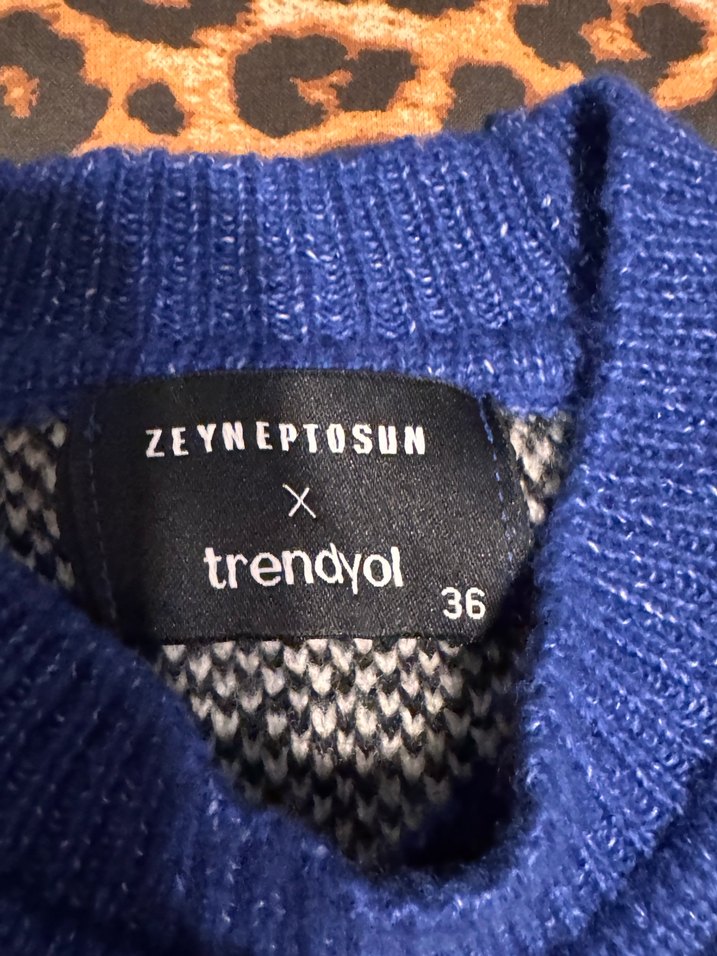 ZEYNEPTOSUN
X
trendyol
36